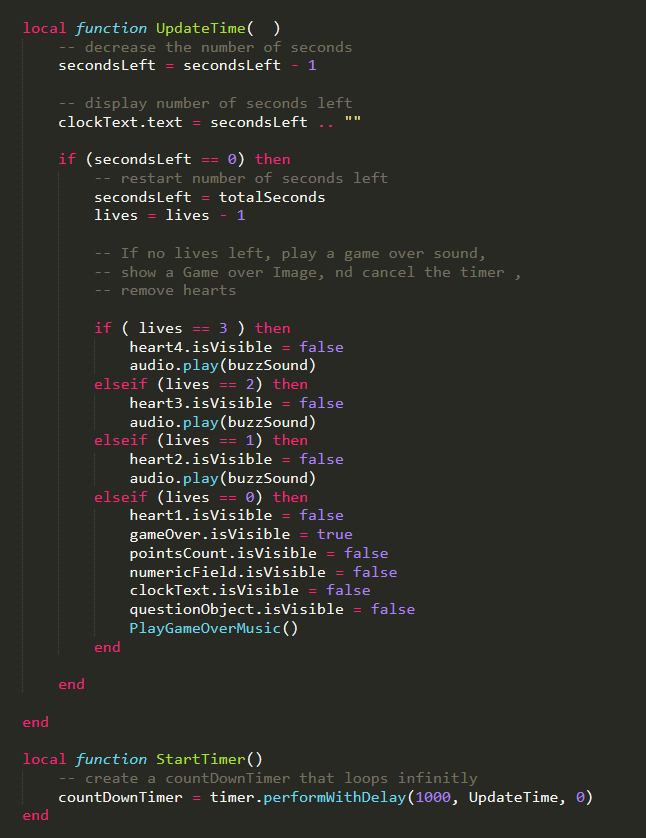 local function UpdateTime(  )
    -- decrease the number of seconds
    secondsLeft = secondsLeft - 1

    -- display number of seconds left
    clockText.text = secondsLeft .. ""

    if (secondsLeft == 0) then
        -- restart number of seconds left
        secondsLeft = totalSeconds
        lives = lives - 1

        -- If no lives left, play a game over sound,
        -- show a Game over Image, nd cancel the timer ,
        -- remove hearts

        if ( lives == 3 ) then
            heart4.isVisible = false
            audio.play(buzzSound)
        elseif (lives == 2) then
            heart3.isVisible = false
            audio.play(buzzSound)
        elseif (lives == 1) then
            heart2.isVisible = false
            audio.play(buzzSound)
        elseif (lives == 0) then
            heart1.isVisible = false
            gameOver.isVisible = true
            pointsCount.isVisible = false
            numericField.isVisible = false
            clockText.isVisible = false
            questionObject.isVisible = false
            PlayGameOverMusic()
        end

    end

end

local function StartTimer()
    -- create a countDownTimer that loops infinitly
    countDownTimer = timer.performWithDelay(1000, UpdateTime, 0)
end